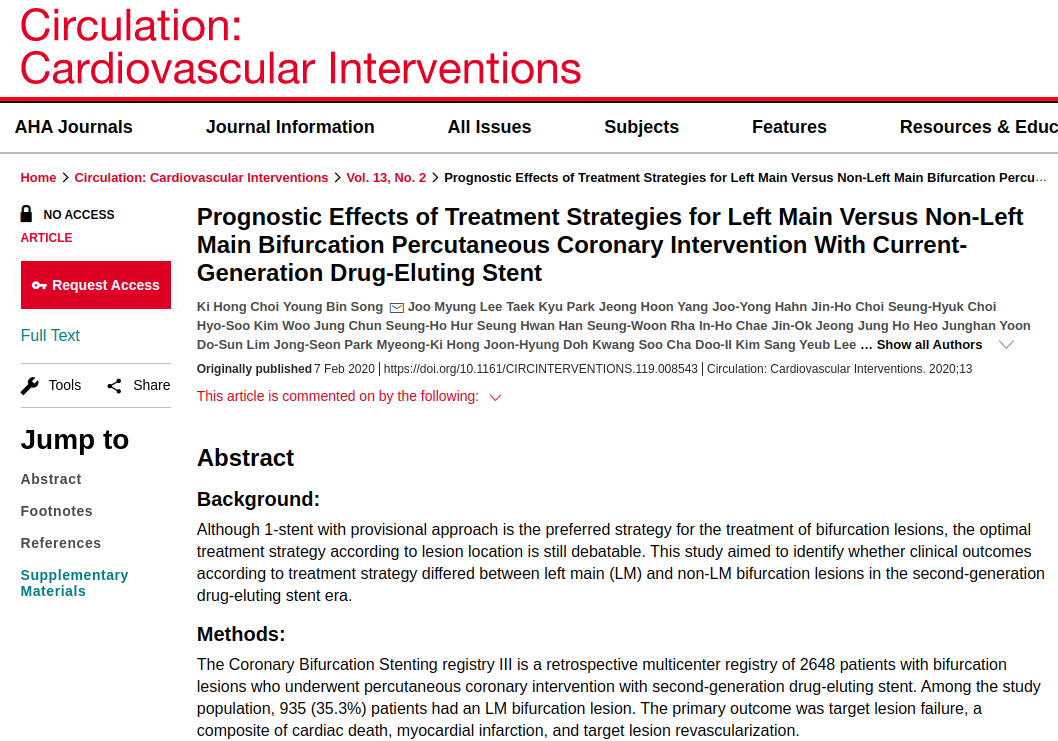 Circulation:
Cardiovascular Interventions
AHA Journals Journal Information All Issues Subjects Features Resources & Educ
Home Circulation: Cardiovascular Interventions Vol. 13, No. 2 Prognostic Effects of Treatment Strategies for Left Main Versus Non-Left Main Bifurcation Percu...
NO ACCESS
ARTICLE
Request Access
Full Text
Tools Share
Jump to
Abstract
Footnotes
References
Supplementary
Materials
Prognostic Effects of Treatment Strategies for Left Main Versus Non-Left
Main Bifurcation Percutaneous Coronary Intervention With Current-
Generation Drug-Eluting Stent
Ki Hong Choi Young Bin Song Joo Myung Lee Taek Kyu Park Jeong Hoon Yang Joo-Yong Hahn Jin-Ho Choi Seung-Hyuk Choi
Hyo-Soo Kim Woo Jung Chun Seung-Ho Hur Seung Hwan Han Seung-Woon Rha In-Ho Chae Jin-Ok Jeong Jung Ho Heo Junghan Yoon
Do-Sun Lim Jong-Seon Park Myeong-Ki Hong Joon-Hyung Doh Kwang Soo Cha Doo-Il Kim Sang Yeub Lee ... Show all Authors
Originally published 7 Feb 2020 | https://doi.org/10.1161/CIRCINTERVENTIONS.119.008543 | Circulation: Cardiovascular Interventions. 2020;13
This article is commented on by the following:
Abstract
Background:
Although 1-stent with provisional approach is the preferred strategy for the treatment of bifurcation lesions, the optimal
treatment strategy according to lesion location is still debatable. This study aimed to identify whether clinical outcomes
according to treatment strategy differed between left main (LM) and non-LM bifurcation lesions in the second-generation
drug-eluting stent era.
Methods:
The Coronary Bifurcation Stenting registry III is a retrospective multicenter registry of 2648 patients with bifurcation
lesions who underwent percutaneous coronary intervention with second-generation drug-eluting stent. Among the study
population, 935 (35.3%) patients had an LM bifurcation lesion. The primary outcome was target lesion failure, a
composite of cardiac death, myocardial infarction, and target lesion revascularization.